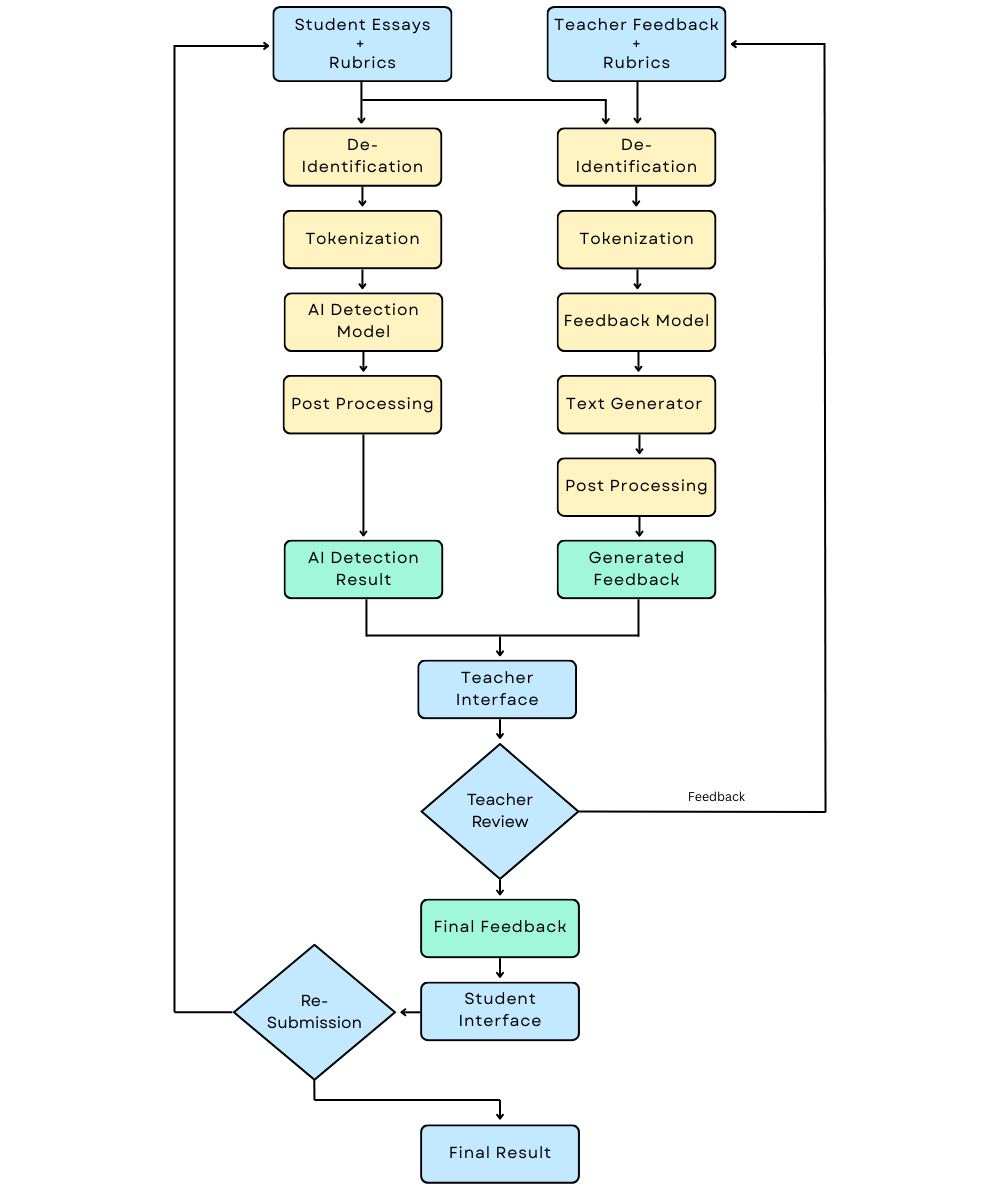 Student Essays
+
Rubrics
Teacher Feedback
+
Rubrics
De-
Identification
De-
Identification
Tokenization
Tokenization
AI Detection
Model
Feedback Model
Post Processing
Text Generator
Post Processing
AI Detection
Result
Generated
Feedback
Teacher
Interface
Teacher
Review
Feedback
Final Feedback
Student
Interface
Re-
Submission
Final Result